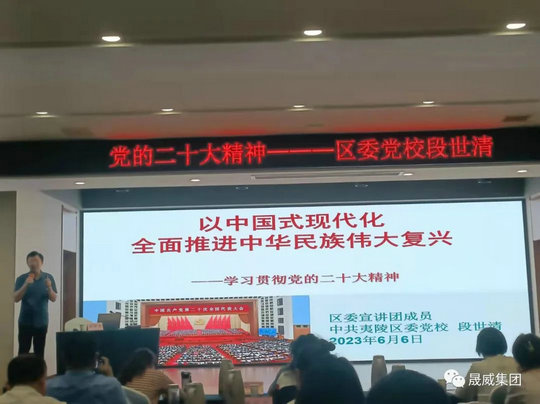 党的二十大精神———区委党校段世清
以中国式现代化
全面推进中华民族伟大复兴
——学习贯彻党的二十大精神
中国共产党第二十次全国代表大会
区委宣讲团成员
中共夷陵区委党校 段世清
2023年6月6日
晟威集团